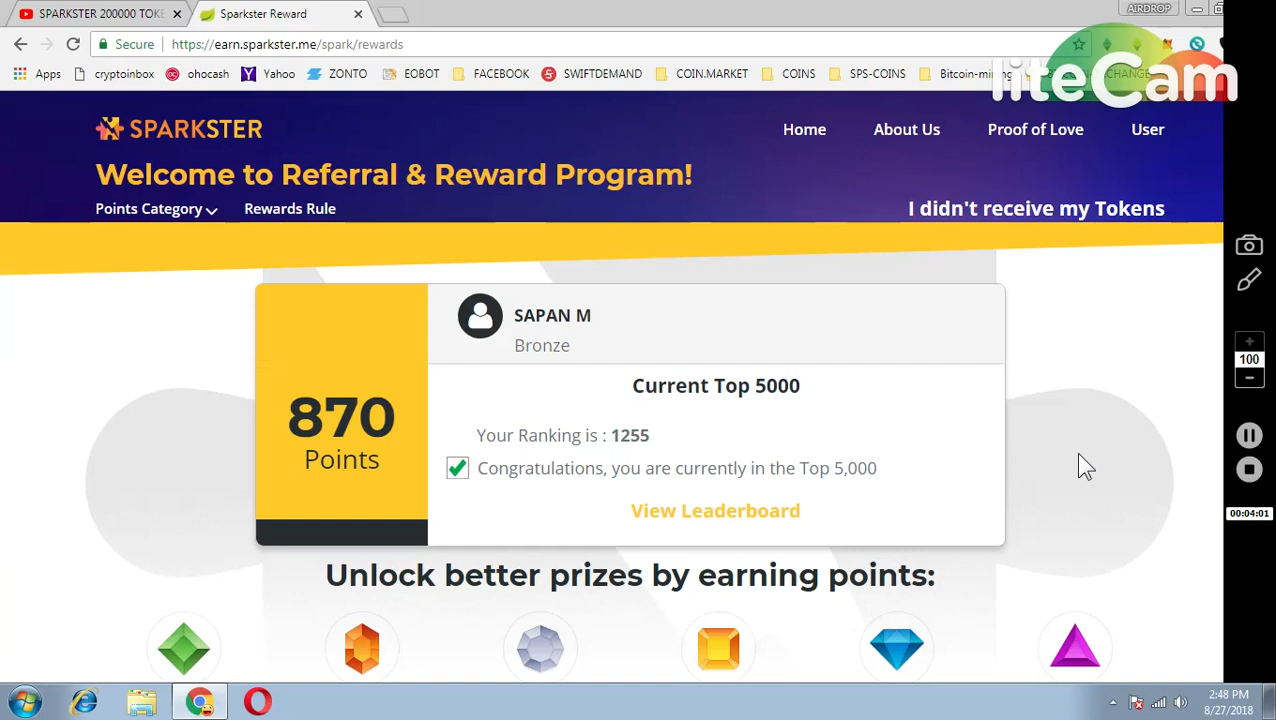 SPARKSTER 200000 TOKE
Sparkster Reward
AIRDROP
Secure
https://earn.sparkster.me/spark/rewards
Apps
cryptoinbox
ohocash
Yahoo
ZONTO
EOBOT
FACEBOOK
SWIFTDEMAND
COIN.MARKET
COINS
SPS-COINS
liteCam
SPARKSTER
Home
About Us
Proof of Love
User
Welcome to Referral & Reward Program!
Points Category
Rewards Rule
I didn't receive my Tokens
SAPAN M
Bronze
870
Points
Current Top 5000
Your Ranking is : 1255
Congratulations, you are currently in the Top 5,000
View Leaderboard
Unlock better prizes by earning points:
100
00:04:01
2:48 PM
8/27/2018